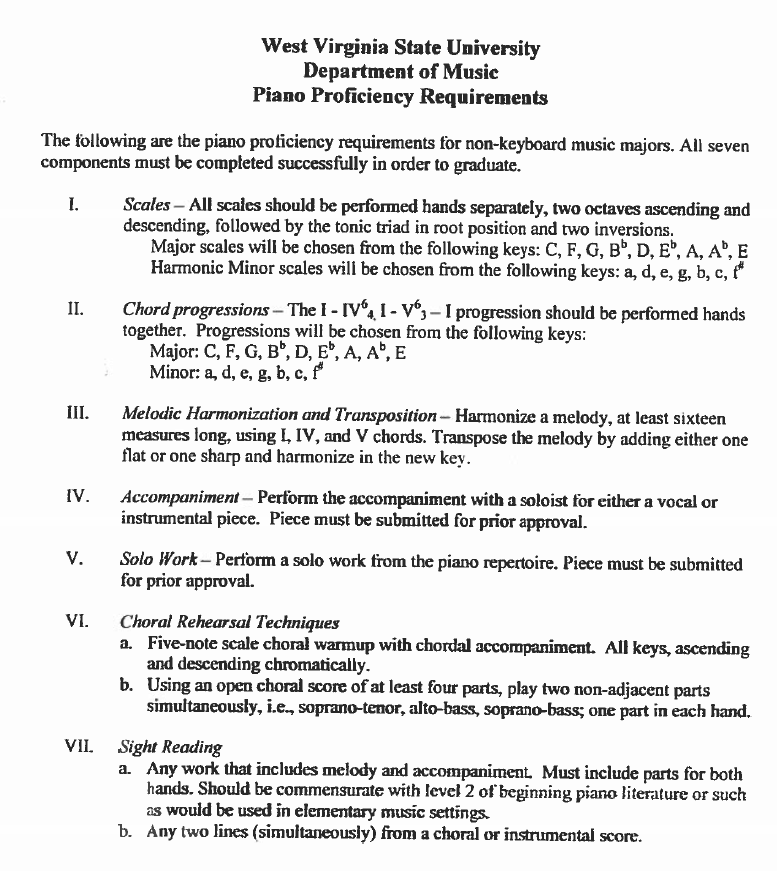 West Virginia State University
Department of Music
Piano Proficiency Requirements
The following are the piano proficiency requirements for non-keyboard music majors. All seven
components must be completed successfully in order to graduate.
I. Scales – All scales should be performed hands separately, two octaves ascending and
descending, followed by the tonic triad in root position and two inversions.
Major scales will be chosen from the following keys: C, F, G, Bᵇ, D, Eᵇ, A, Aᵇ, E
Harmonic Minor scales will be chosen from the following keys: a, d, e, g, b, c, f#
II. Chord progressions – The I - IV⁶₄, I - V⁶₃ – I progression should be performed hands
together. Progressions will be chosen from the following keys:
Major: C, F, G, Bᵇ, D, Eᵇ, A, Aᵇ, E
Minor: a, d, e, g, b, c, f#
III. Melodic Harmonization and Transposition – Harmonize a melody, at least sixteen
measures long, using I, IV, and V chords. Transpose the melody by adding either one
flat or one sharp and harmonize in the new key.
IV. Accompaniment – Perform the accompaniment with a soloist for either a vocal or
instrumental piece. Piece must be submitted for prior approval.
V. Solo Work – Perform a solo work from the piano repertoire. Piece must be submitted
for prior approval.
VI. Choral Rehearsal Techniques
a. Five-note scale choral warmup with chordal accompaniment. All keys, ascending
and descending chromatically.
b. Using an open choral score of at least four parts, play two non-adjacent parts
simultaneously, i.e., soprano-tenor, alto-bass, soprano-bass; one part in each hand.
VII. Sight Reading
a. Any work that includes melody and accompaniment. Must include parts for both
hands. Should be commensurate with level 2 of beginning piano literature or such
as would be used in elementary music settings.
b. Any two lines (simultaneously) from a choral or instrumental score.